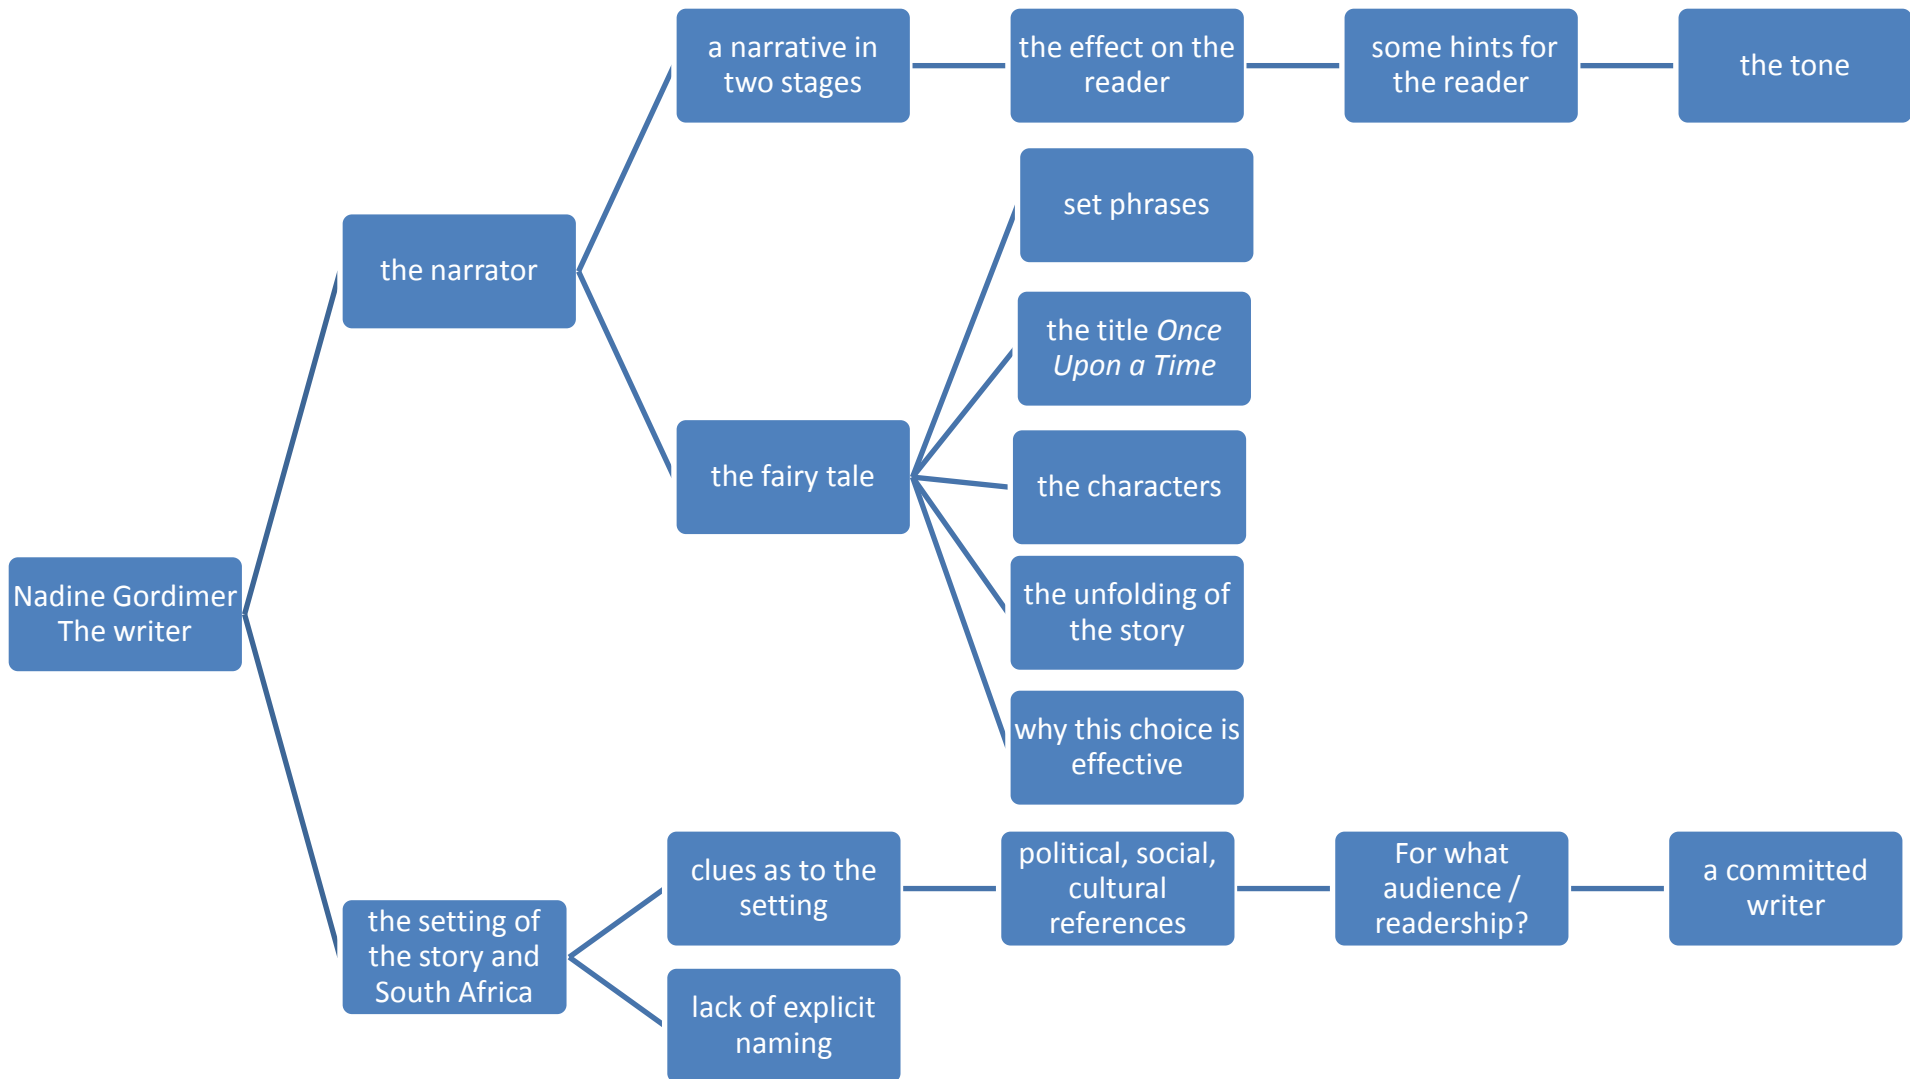 a narrative in
two stages
the effect on the
reader
some hints for
the reader
the tone
set phrases
the narrator
the title Once
Upon a Time
the fairy tale
the characters
Nadine Gordimer
The writer
the unfolding of
the story
why this choice is
effective
the setting of
the story and
South Africa
clues as to the
setting
political, social,
cultural
references
For what
audience /
readership?
a committed
writer
lack of explicit
naming